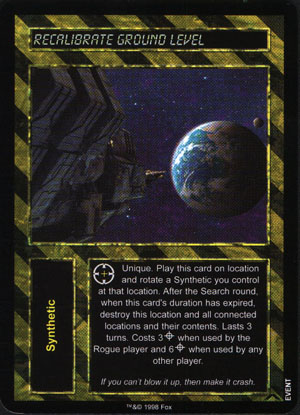 RECALIBRATE GROUND LEVEL
Synthetic
Unique. Play this card on location
and rotate a Synthetic you control
at that location. After the Search round,
when this card's duration has expired,
destroy this location and all connected
locations and their contents. Lasts 3
turns. Costs 3 when used by the
Rogue player and 6 when used by any
other player.
If you can't blow it up, then make it crash.
EVENT
™&© 1998 Fox